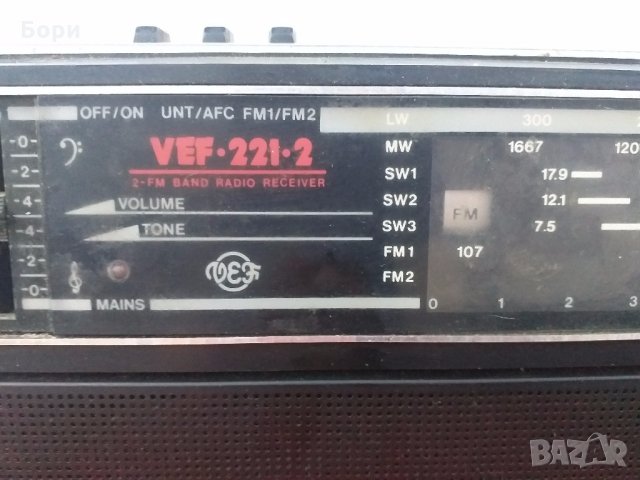 Бори
OFF/ON UNT/AFC FM1/FM2
LW 300
VEF·221·2
2-FM BAND RADIO RECEIVER
MW 1667 120
SW1 17.9
SW2 12.1
SW3 7.5
FM
FM1 107
FM2
0 1 2 3
VOLUME
TONE
VEF
MAINS
-0-
-2-
-4-
-4-
-2-
-0-
BAZAR